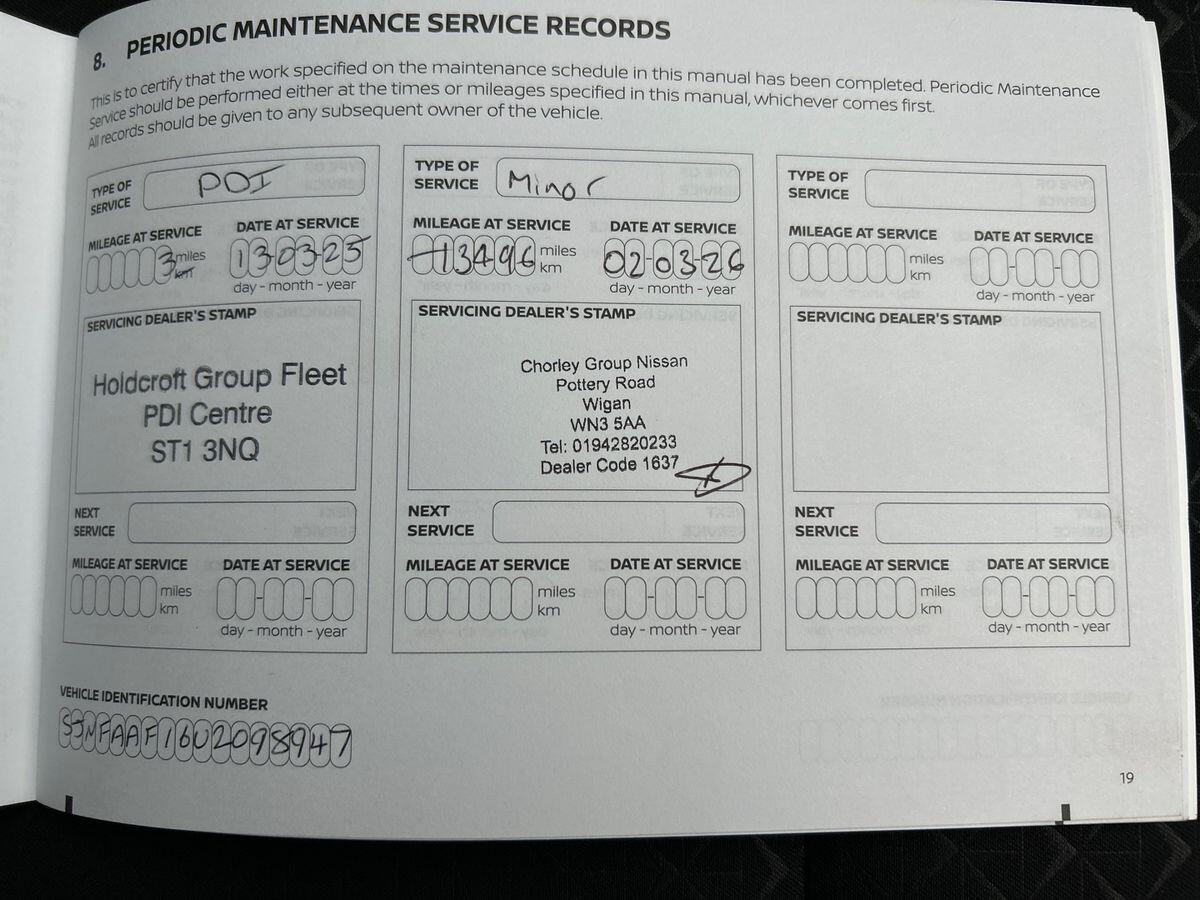 8. PERIODIC MAINTENANCE SERVICE RECORDS
This is to certify that the work specified on the maintenance schedule in this manual has been completed. Periodic Maintenance
Service should be performed either at the times or mileages specified in this manual, whichever comes first.
All records should be given to any subsequent owner of the vehicle.
TYPE OF
SERVICE
PDI
MILEAGE AT SERVICE
3 miles
km
DATE AT SERVICE
13-03-25
day - month - year
SERVICING DEALER'S STAMP
Holdcroft Group Fleet
PDI Centre
ST1 3NQ
NEXT
SERVICE
MILEAGE AT SERVICE
miles
km
DATE AT SERVICE
day - month - year
TYPE OF
SERVICE
Minor
MILEAGE AT SERVICE
13496 miles
km
DATE AT SERVICE
02-03-26
day - month - year
SERVICING DEALER'S STAMP
Chorley Group Nissan
Pottery Road
Wigan
WN3 5AA
Tel: 01942820233
Dealer Code 1637
NEXT
SERVICE
MILEAGE AT SERVICE
miles
km
DATE AT SERVICE
day - month - year
TYPE OF
SERVICE
MILEAGE AT SERVICE
miles
km
DATE AT SERVICE
day - month - year
SERVICING DEALER'S STAMP
NEXT
SERVICE
MILEAGE AT SERVICE
miles
km
DATE AT SERVICE
day - month - year
VEHICLE IDENTIFICATION NUMBER
SJNFAAF16U2098947
19